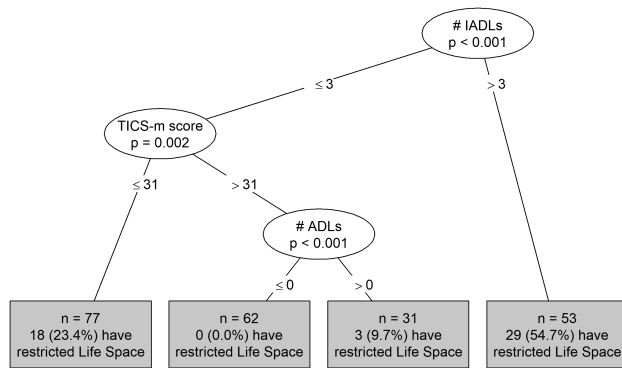 # IADLs
p < 0.001
≤ 3
> 3
TICS-m score
p = 0.002
≤ 31
> 31
# ADLs
p < 0.001
≤ 0
> 0
n = 77
18 (23.4%) have
restricted Life Space
n = 62
0 (0.0%) have
restricted Life Space
n = 31
3 (9.7%) have
restricted Life Space
n = 53
29 (54.7%) have
restricted Life Space